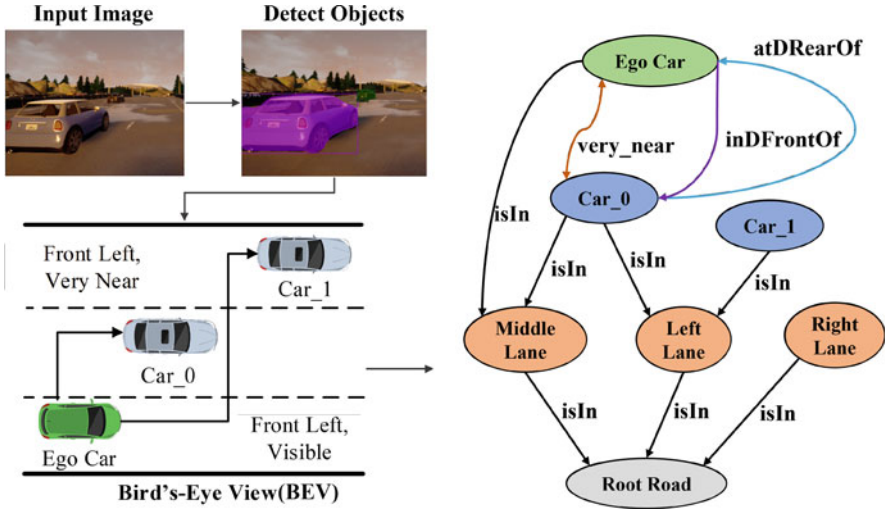 Input Image
Detect Objects
Front Left,
Very Near
Car_1
Car_0
Ego Car
Front Left,
Visible
Bird's-Eye View(BEV)
Ego Car
atDRearOf
very_near
inDFrontOf
Car_0
Car_1
isIn
isIn
isIn
isIn
Middle
Lane
Left
Lane
Right
Lane
isIn
isIn
isIn
Root Road